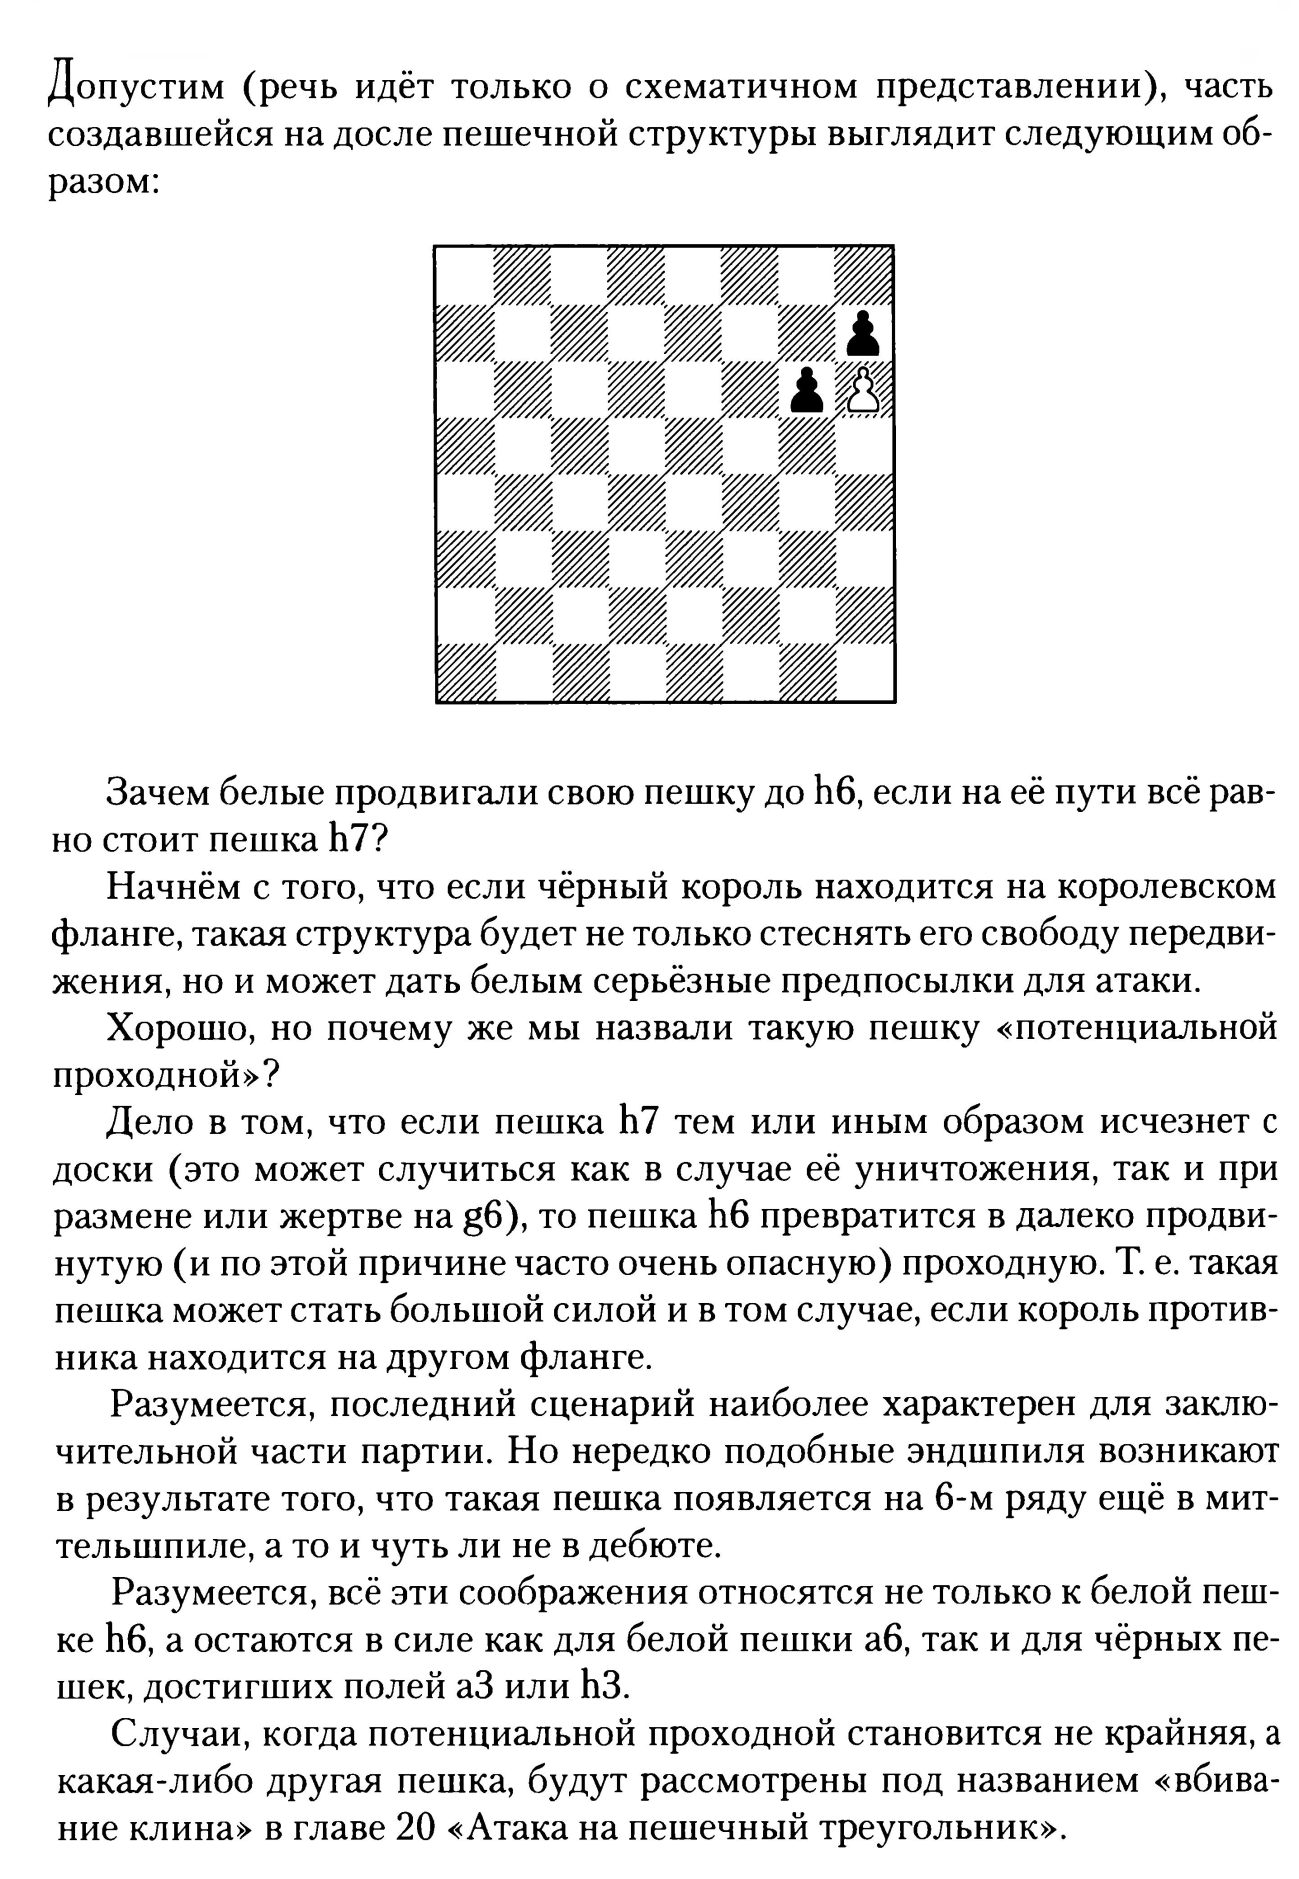 Допустим (речь идёт только о схематичном представлении), часть
создавшейся на досле пешечной структуры выглядит следующим об-
разом:
Зачем белые продвигали свою пешку до h6, если на её пути всё рав-
но стоит пешка h7?
Начнём с того, что если чёрный король находится на королевском
фланге, такая структура будет не только стеснять его свободу передви-
жения, но и может дать белым серьёзные предпосылки для атаки.
Хорошо, но почему же мы назвали такую пешку «потенциальной
проходной»?
Дело в том, что если пешка h7 тем или иным образом исчезнет с
доски (это может случиться как в случае её уничтожения, так и при
размене или жертве на g6), то пешка h6 превратится в далеко продви-
нутую (и по этой причине часто очень опасную) проходную. Т. е. такая
пешка может стать большой силой и в том случае, если король против-
ника находится на другом фланге.
Разумеется, последний сценарий наиболее характерен для заклю-
чительной части партии. Но нередко подобные эндшпиля возникают
в результате того, что такая пешка появляется на 6-м ряду ещё в мит-
тельшпиле, а то и чуть ли не в дебюте.
Разумеется, всё эти соображения относятся не только к белой пеш-
ке h6, а остаются в силе как для белой пешки a6, так и для чёрных пе-
шек, достигших полей a3 или h3.
Случаи, когда потенциальной проходной становится не крайняя, а
какая-либо другая пешка, будут рассмотрены под названием «вбива-
ние клина» в главе 20 «Атака на пешечный треугольник».